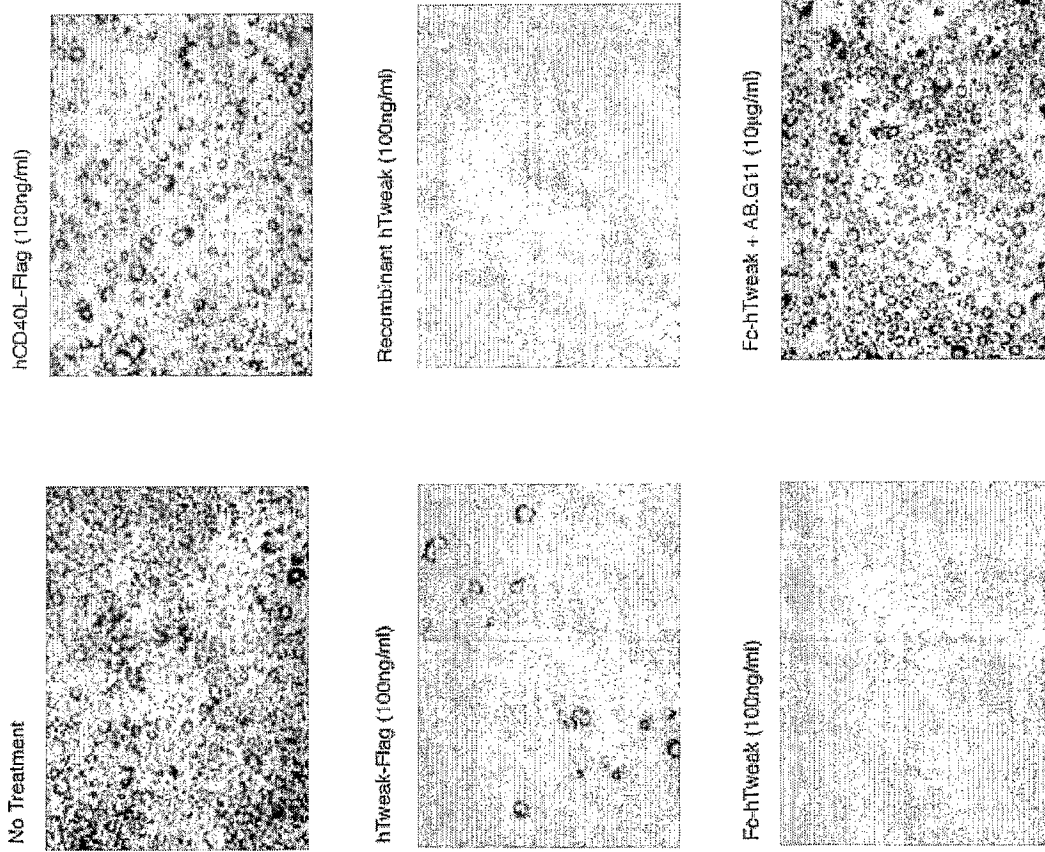 No Treatment
hCD40L-Flag (100ng/ml)
hTweak-Flag (100ng/ml)
Recombinant hTweak (100ng/ml)
Fc-hTweak (100ng/ml)
Fc-hTweak + AB.G11 (10µg/ml)